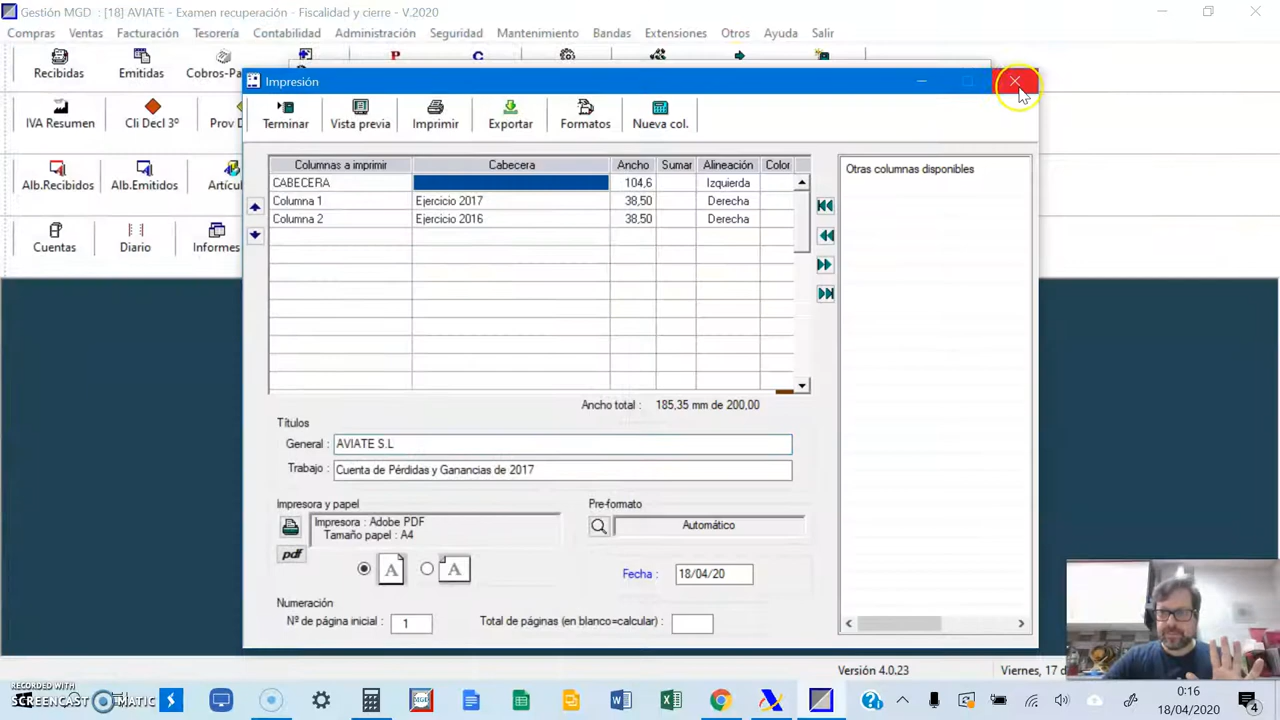 Gestión MGD : [18] AVIATE - Examen recuperación - Fiscalidad y cierre - V.2020
Compras Ventas Facturación Tesorería Contabilidad Administración Seguridad Mantenimiento Bandas Extensiones Otros Ayuda Salir
Recibidas Emitidas Cobros-Pa
Impresión
IVA Resumen Cli Decl 3º Prov D
Terminar Vista previa Imprimir Exportar Formatos Nueva col.
Alb.Recibidos Alb.Emitidos Artícu
Cuentas Diario Informes
Columnas a imprimir Cabecera Ancho Sumar Alineación Color
CABECERA 104,6 Izquierda
Columna 1 Ejercicio 2017 38,50 Derecha
Columna 2 Ejercicio 2016 38,50 Derecha
Otras columnas disponibles
Ancho total : 185,35 mm de 200,00
Títulos
General : AVIATE S.L
Trabajo : Cuenta de Pérdidas y Ganancias de 2017
Impresora y papel
Impresora : Adobe PDF
Tamaño papel : A4
pdf
A A
Pre-formato
Automático
Fecha : 18/04/20
Numeración
Nº de página inicial : 1 Total de páginas (en blanco=calcular) :
Versión 4.0.23 Viernes, 17 d
RECORDED WITH
SCREENCAST MATIC
0:16
18/04/2020
4